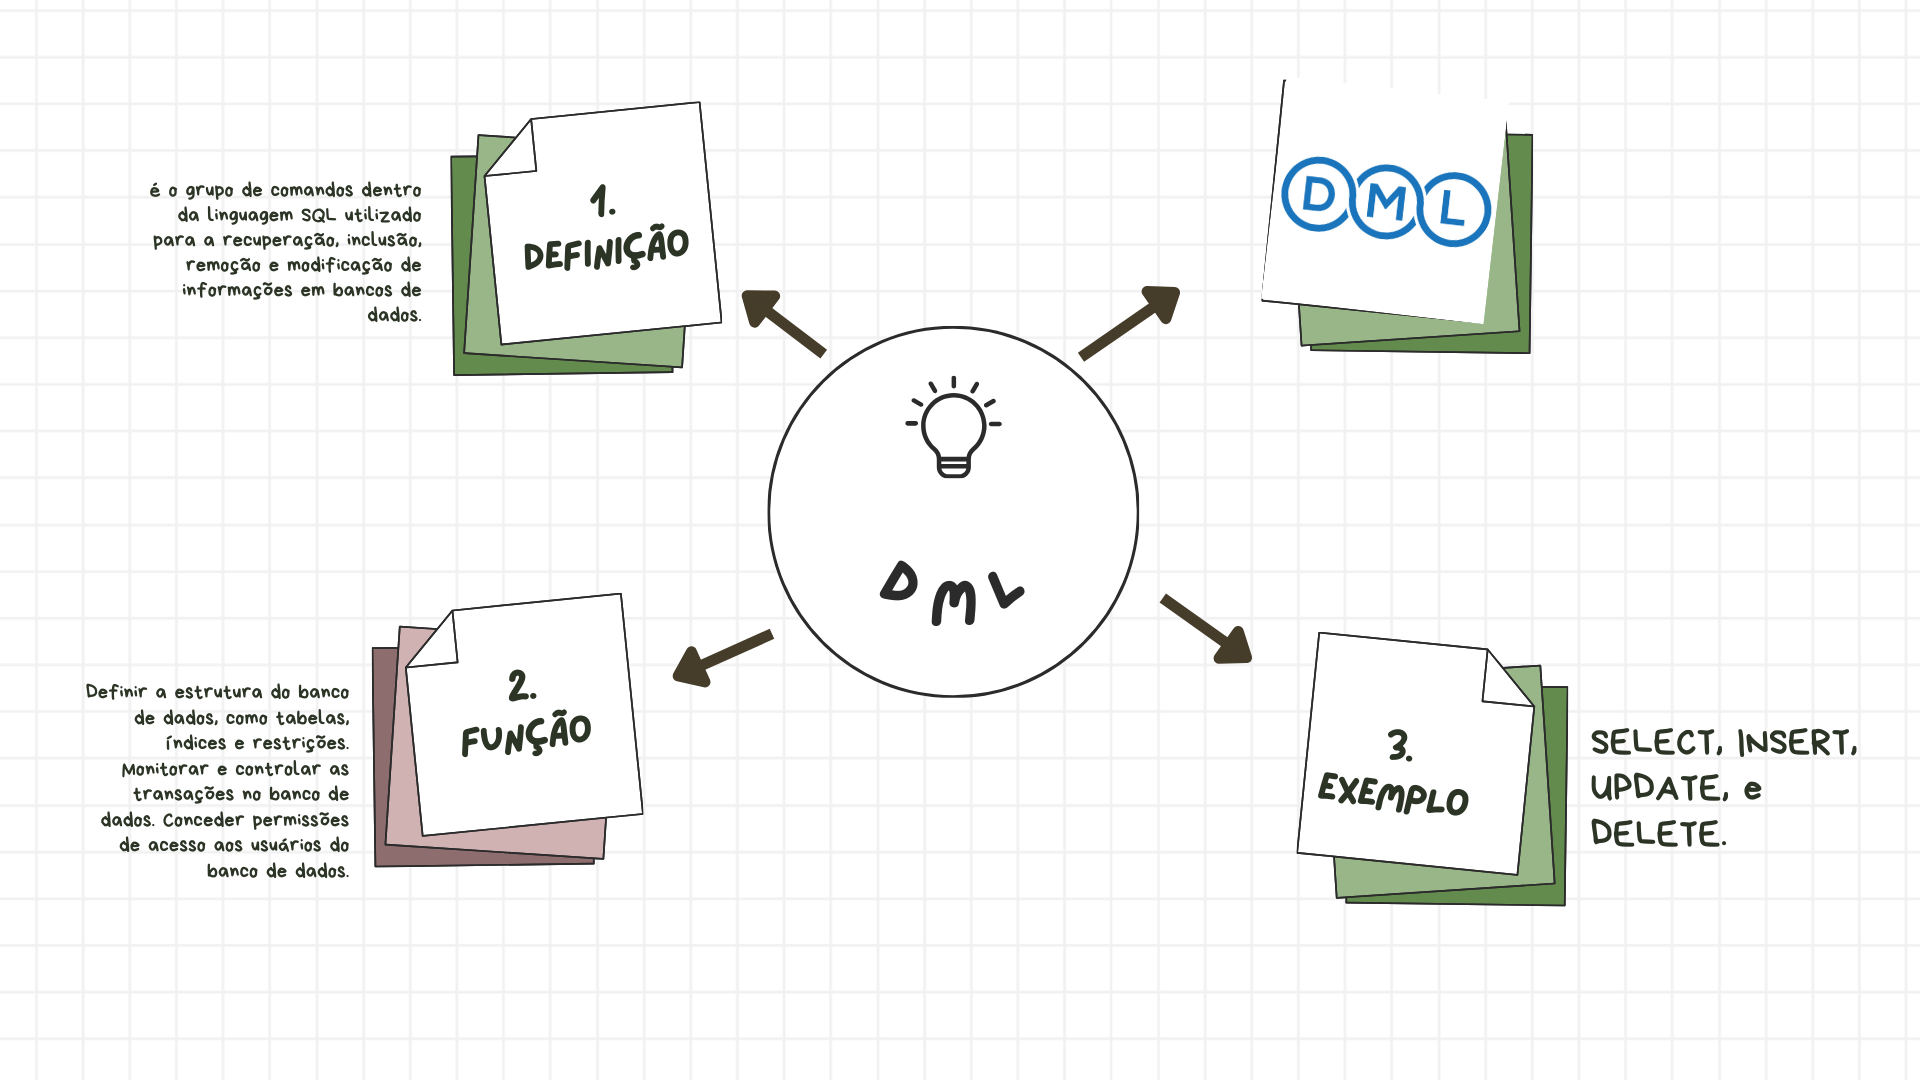 é o grupo de comandos dentro
da linguagem SQL utilizado
para a recuperação, inclusão,
remoção e modificação de
informações em bancos de
dados.
1.
DEFINIÇÃO
DML
DML
Definir a estrutura do banco
de dados, como tabelas,
índices e restrições.
Monitorar e controlar as
transações no banco de
dados. Conceder permissões
de acesso aos usuários do
banco de dados.
2.
FUNÇÃO
3.
EXEMPLO
SELECT, INSERT,
UPDATE, e
DELETE.